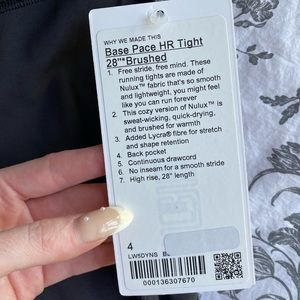 WHY WE MADE THIS
Base Pace HR Tight
28"*Brushed
1. Free stride, free mind. These
running tights are made of
Nulux™ fabric that's so smooth
and lightweight, you might feel
like you can run forever
2. This cozy version of Nulux™ is
sweat-wicking, quick-drying,
and brushed for warmth
3. Added Lycra® fibre for stretch
and shape retention
4 Back pocket
5 Continuous drawcord
6 No inseam for a smooth stride
7 High rise, 28" length
4
LW5DYNS
000136307670